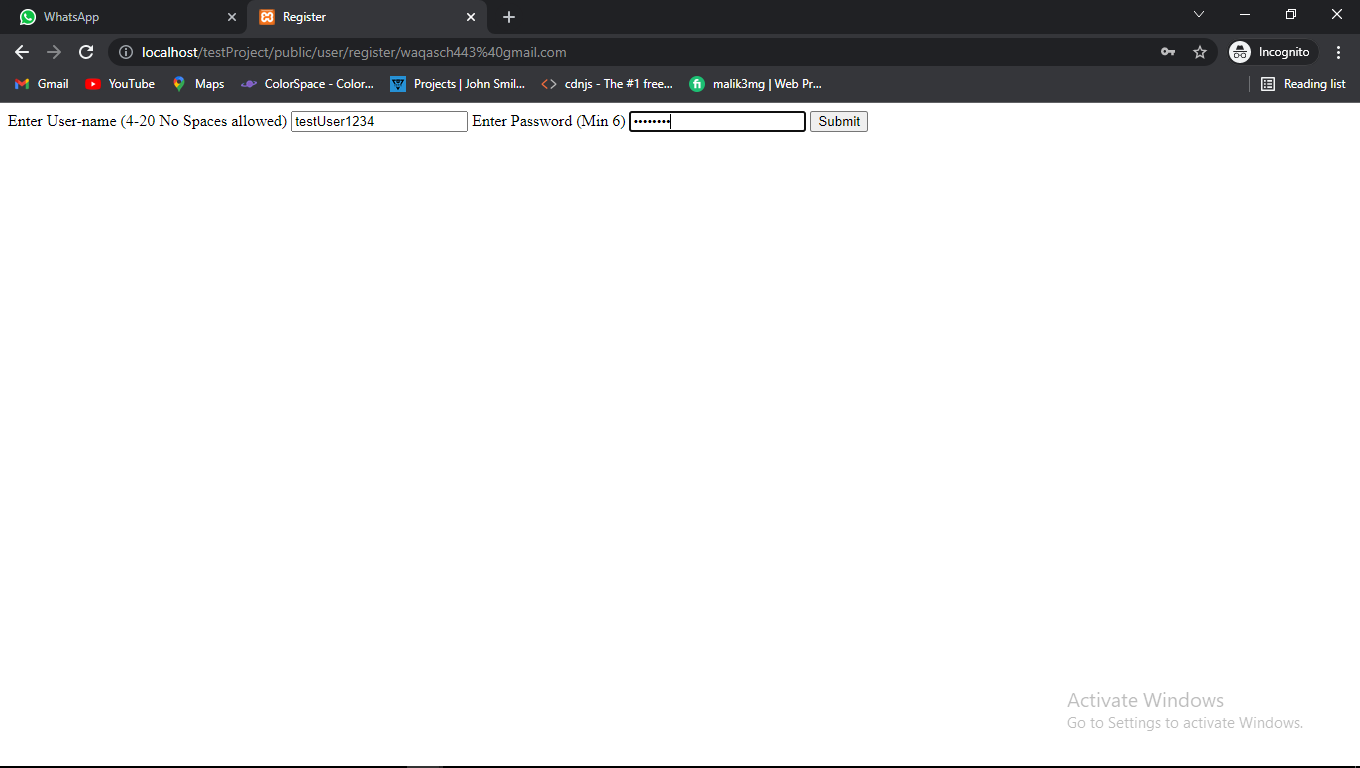 WhatsApp
Register
localhost/testProject/public/user/register/waqasch443%40gmail.com
Incognito
Gmail YouTube Maps ColorSpace - Color... Projects | John Smil... cdnjs - The #1 free... malik3mg | Web Pr... Reading list
Enter User-name (4-20 No Spaces allowed) testUser1234 Enter Password (Min 6) •••••••• Submit
Activate Windows
Go to Settings to activate Windows.